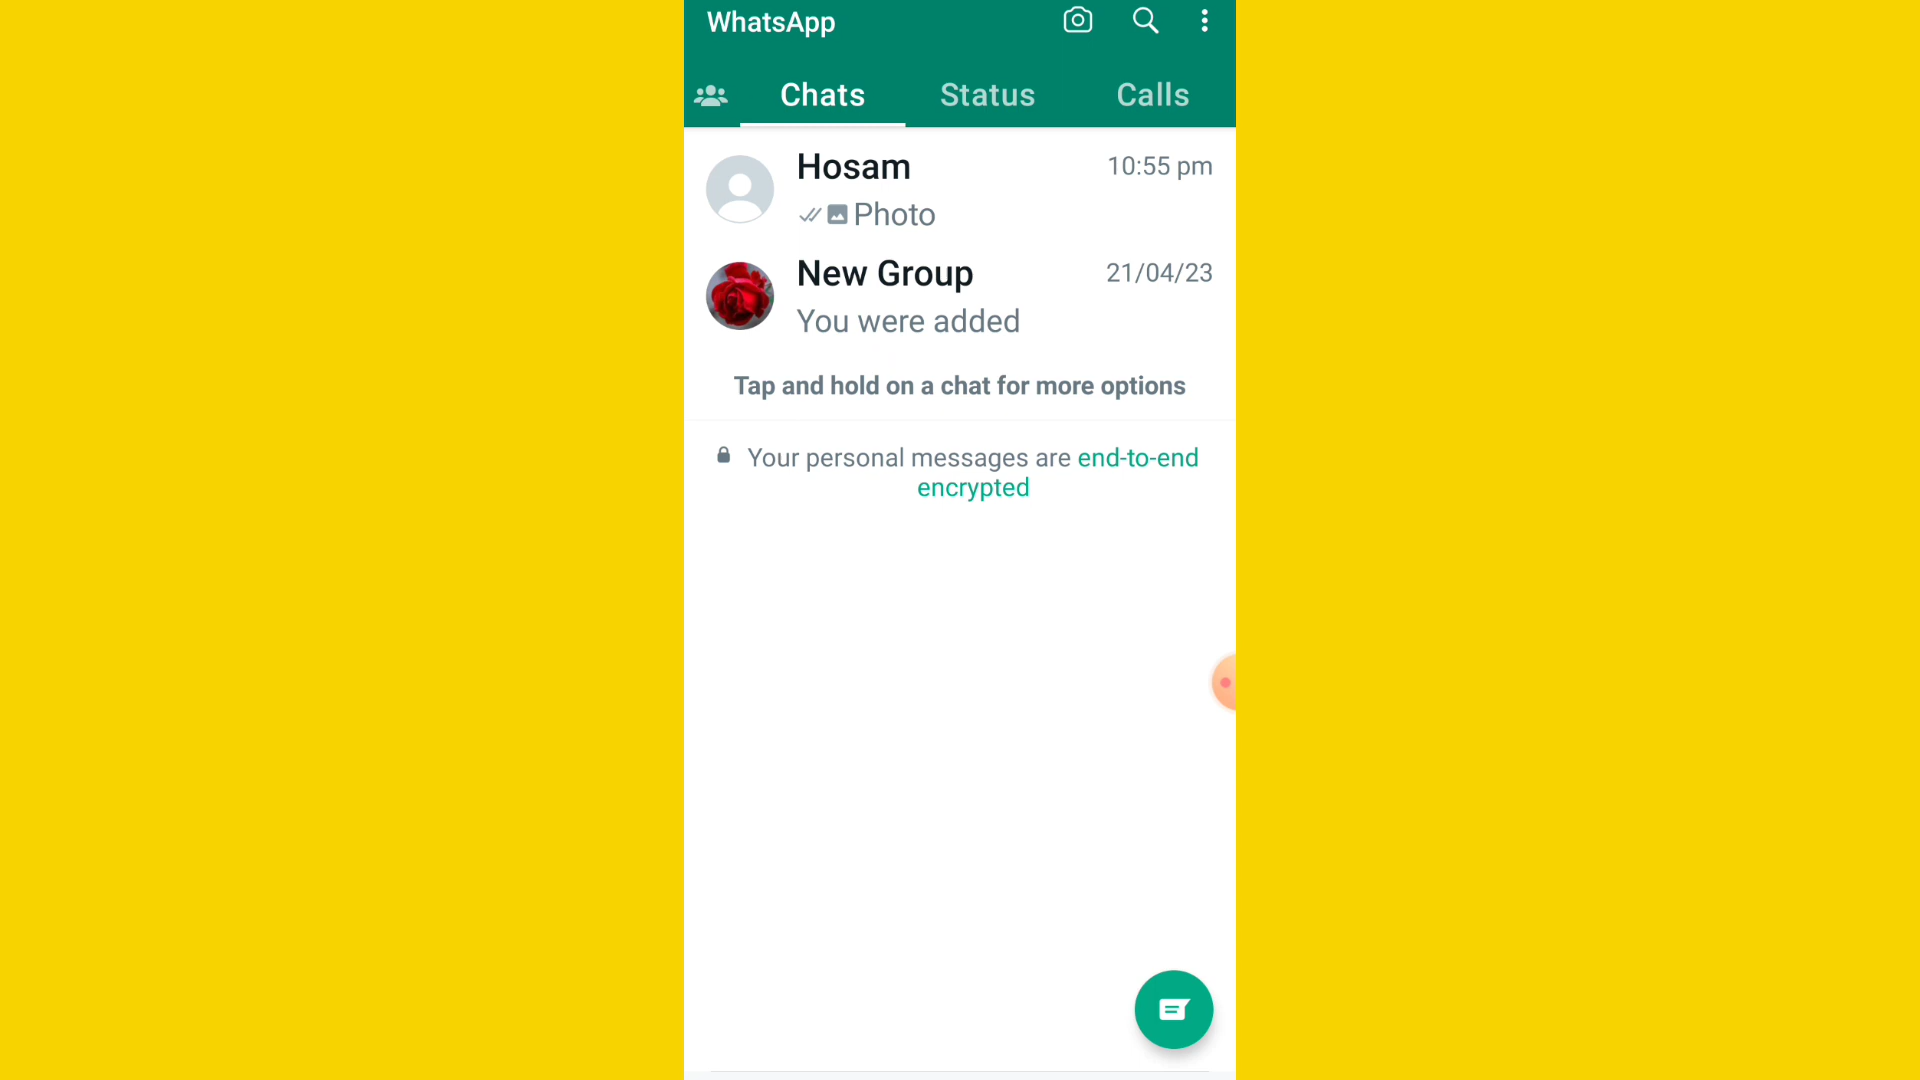 WhatsApp
Chats Status Calls
Hosam 10:55 pm
Photo
New Group 21/04/23
You were added
Tap and hold on a chat for more options
Your personal messages are end-to-end
encrypted